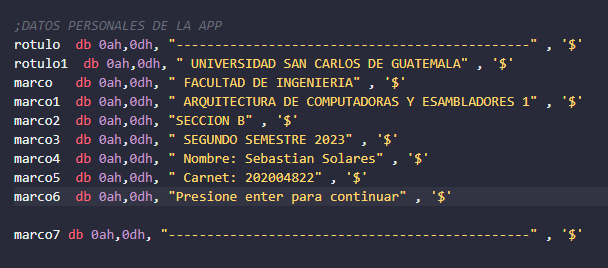 ;DATOS PERSONALES DE LA APP
rotulo  db 0ah,0dh, "----------------------------------------------" , '$'
rotulo1  db 0ah,0dh, " UNIVERSIDAD SAN CARLOS DE GUATEMALA" , '$'
marco   db 0ah,0dh, " FACULTAD DE INGENIERIA" , '$'
marco1  db 0ah,0dh, " ARQUITECTURA DE COMPUTADORAS Y ESAMBLADORES 1" , '$'
marco2  db 0ah,0dh, "SECCION B" , '$'
marco3  db 0ah,0dh, " SEGUNDO SEMESTRE 2023" , '$'
marco4  db 0ah,0dh, " Nombre: Sebastian Solares" , '$'
marco5  db 0ah,0dh, " Carnet: 202004822" , '$'
marco6  db 0ah,0dh, "Presione enter para continuar" , '$'
marco7 db 0ah,0dh, "-----------------------------------------------" , '$'